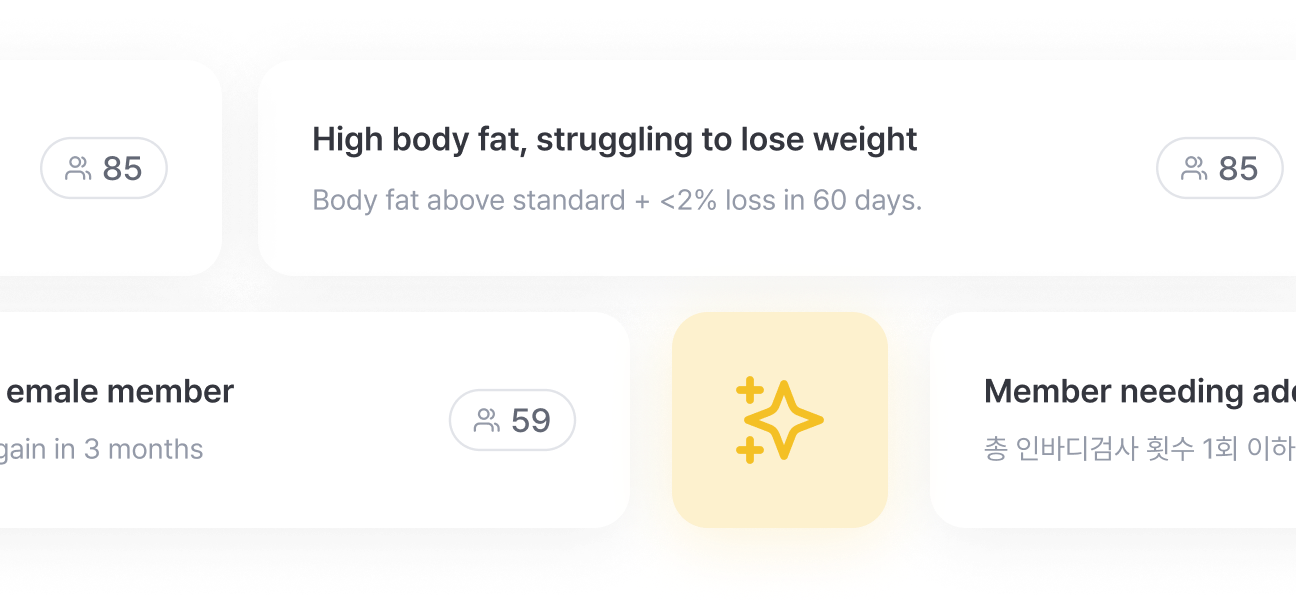 85
High body fat, struggling to lose weight
Body fat above standard + <2% loss in 60 days.
85
emale member
gain in 3 months
59
Member needing add
총 인바디검사 횟수 1회 이하